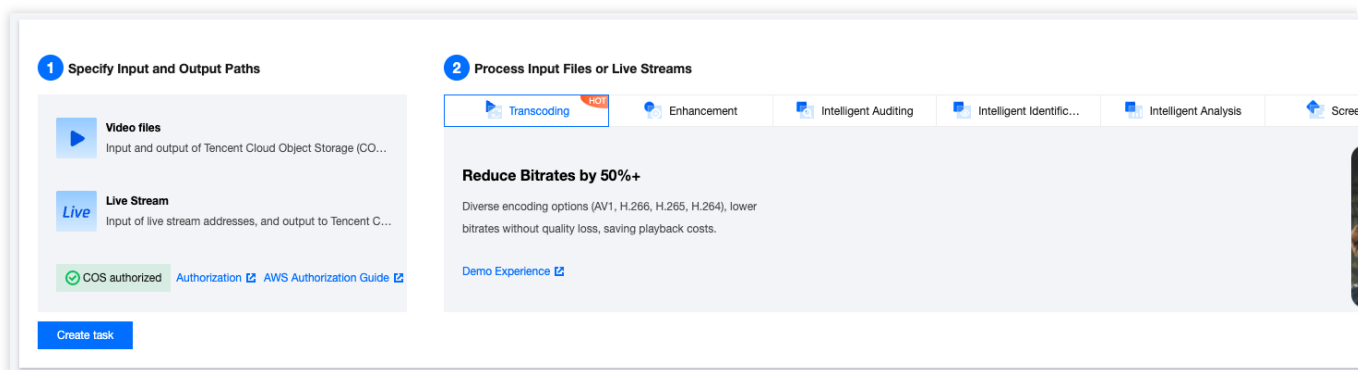 1 Specify Input and Output Paths
Video files
Input and output of Tencent Cloud Object Storage (CO...
Live
Live Stream
Input of live stream addresses, and output to Tencent C...
COS authorized Authorization AWS Authorization Guide
Create task
2 Process Input Files or Live Streams
Transcoding HOT Enhancement Intelligent Auditing Intelligent Identific... Intelligent Analysis Scree
Reduce Bitrates by 50%+
Diverse encoding options (AV1, H.266, H.265, H.264), lower
bitrates without quality loss, saving playback costs.
Demo Experience